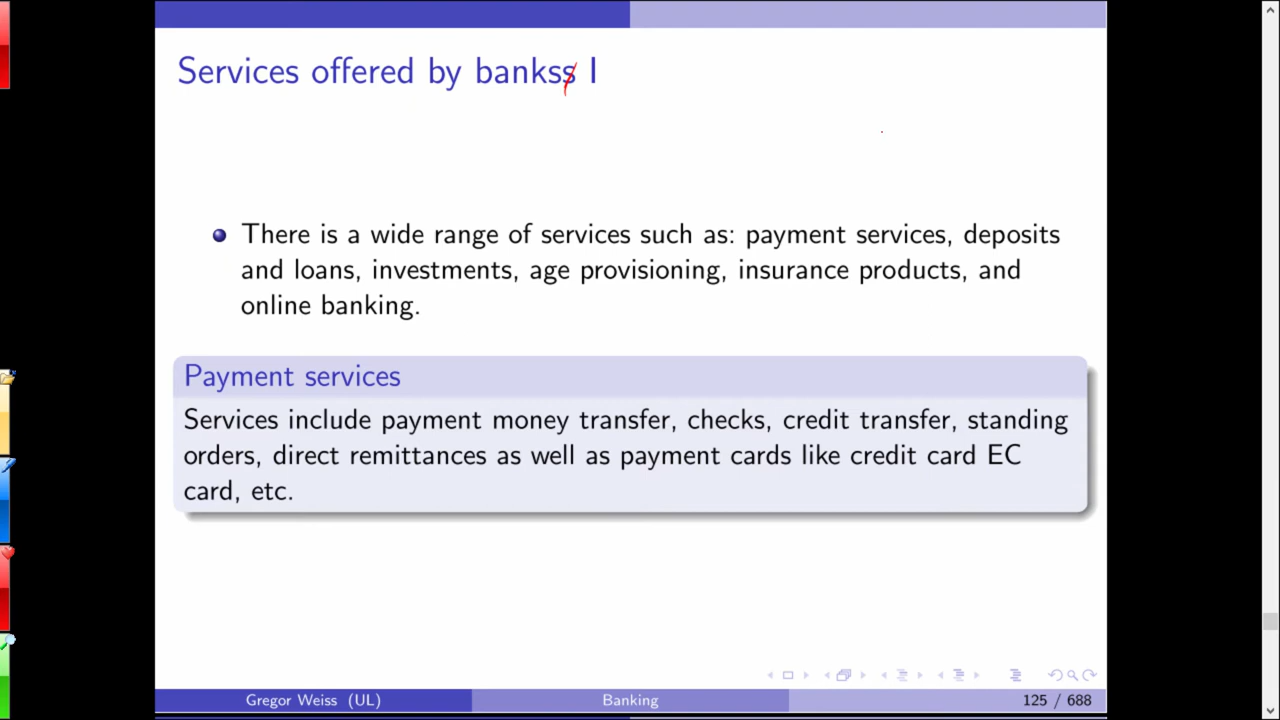 Services offered by bankss I
There is a wide range of services such as: payment services, deposits
and loans, investments, age provisioning, insurance products, and
online banking.
Payment services
Services include payment money transfer, checks, credit transfer, standing
orders, direct remittances as well as payment cards like credit card EC
card, etc.
Gregor Weiss (UL) Banking 125 / 688